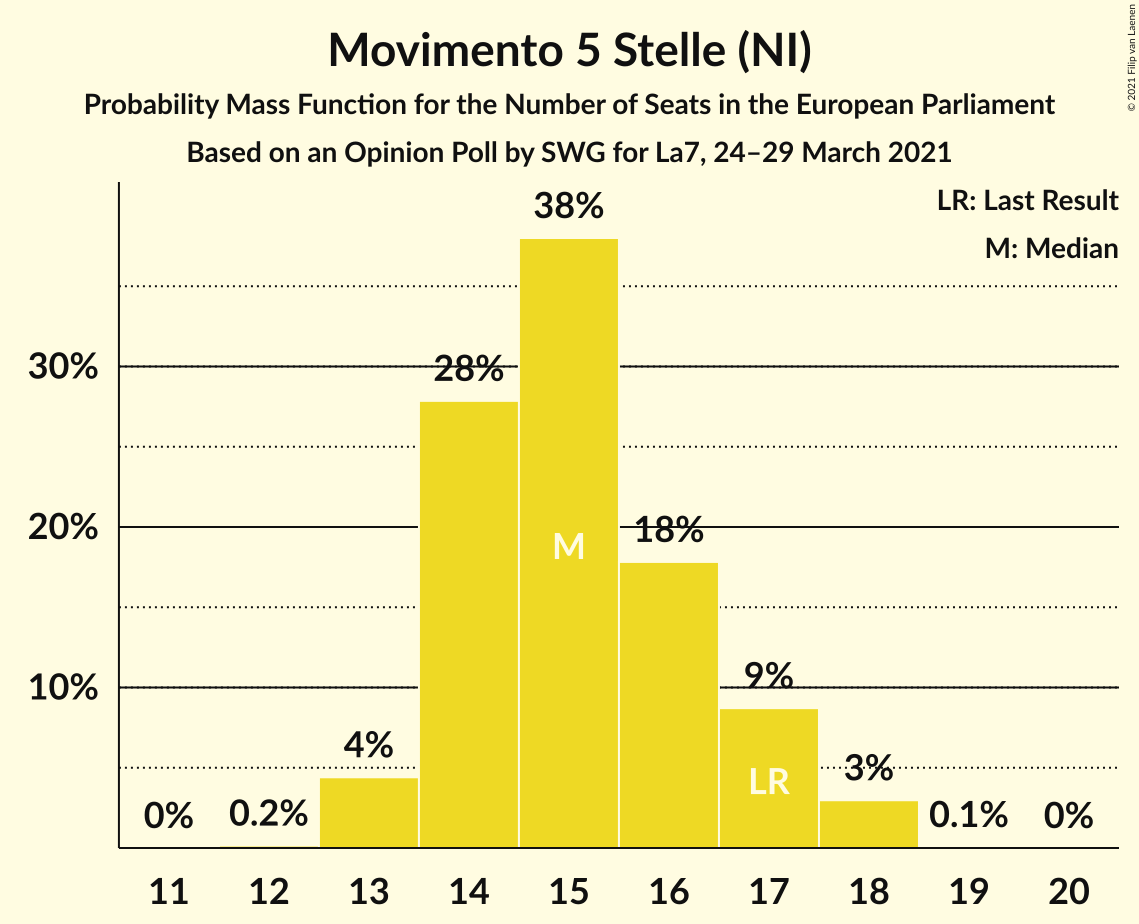 Movimento 5 Stelle (NI)
Probability Mass Function for the Number of Seats in the European Parliament
Based on an Opinion Poll by SWG for La7, 24–29 March 2021
© 2021 Filip van Laenen
LR: Last Result
M: Median
38%
30%
28%
20%
18%
M
10%
9%
4%
3%
LR
0%
0.2%
0.1%
0%
11 12 13 14 15 16 17 18 19 20